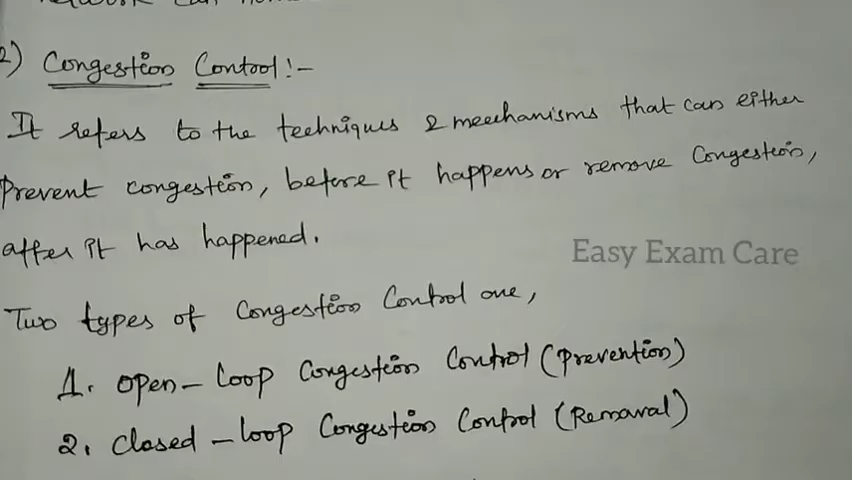 2) Congestion Control:-
It refers to the techniques & mechanisms that can either
Prevent congestion, before it happens or remove Congestion,
after it has happened.
Easy Exam Care
Two types of Congestion Control are,
1. Open-Loop Congestion Control (prevention)
2. Closed-loop Congestion Control (Removal)